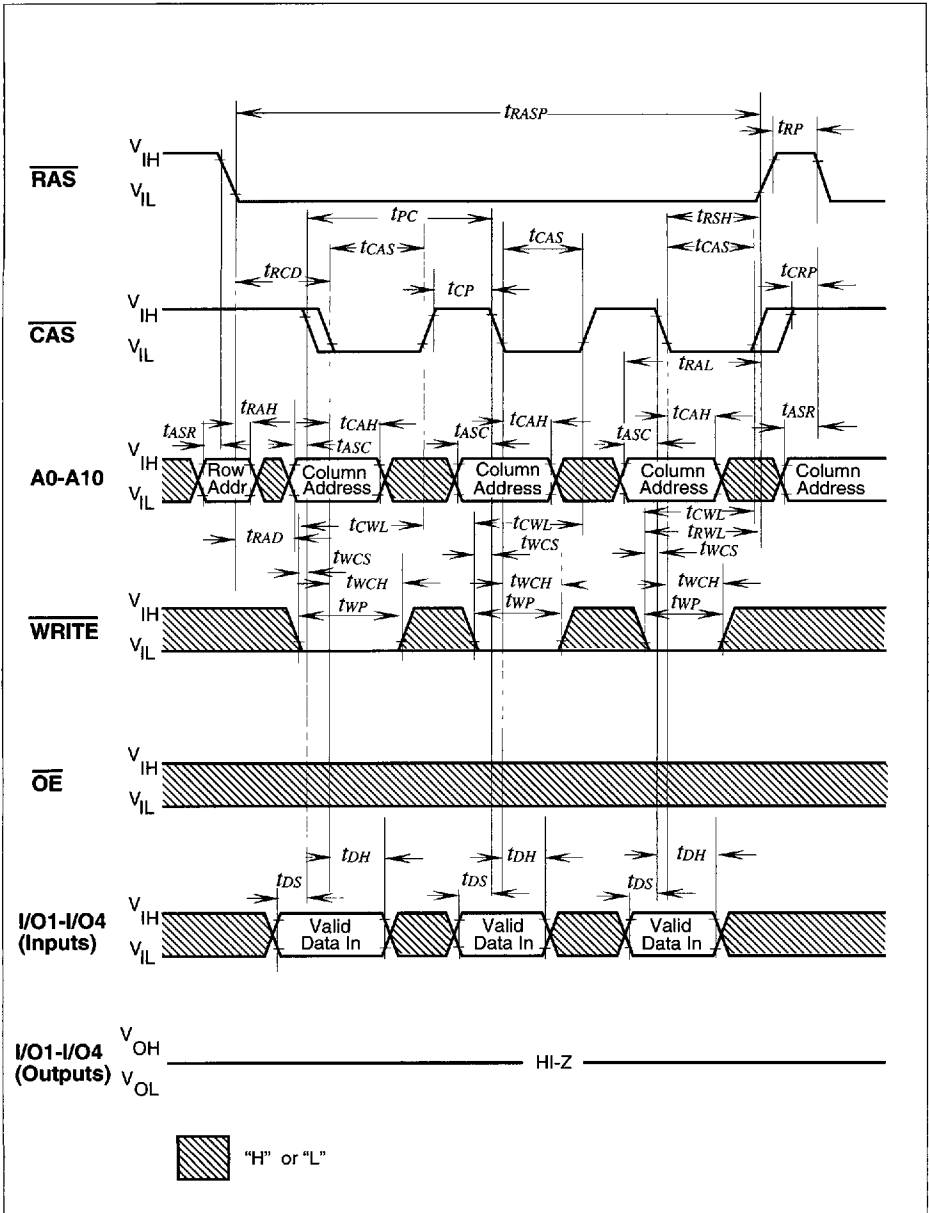 tRASP
tRP
RAS
VIH
VIL
tPC
tRSH
tCAS
tCAS
tCAS
tRCD
tCP
tCRP
CAS
VIH
VIL
tRAL
tRAH
tCAH
tCAH
tCAH
tASR
tASR
tASC
tASC
tASC
A0-A10
VIH
VIL
Row Addr
Column Address
Column Address
Column Address
Column Address
tCWL
tCWL
tCWL
tRAD
tRWL
tWCS
tWCS
tWCS
tWCH
tWCH
tWCH
tWP
tWP
tWP
WRITE
VIH
VIL
OE
VIH
VIL
tDH
tDH
tDH
tDS
tDS
tDS
I/O1-I/O4
(Inputs)
VIH
VIL
Valid Data In
Valid Data In
Valid Data In
I/O1-I/O4
(Outputs)
VOH
VOL
HI-Z
"H" or "L"